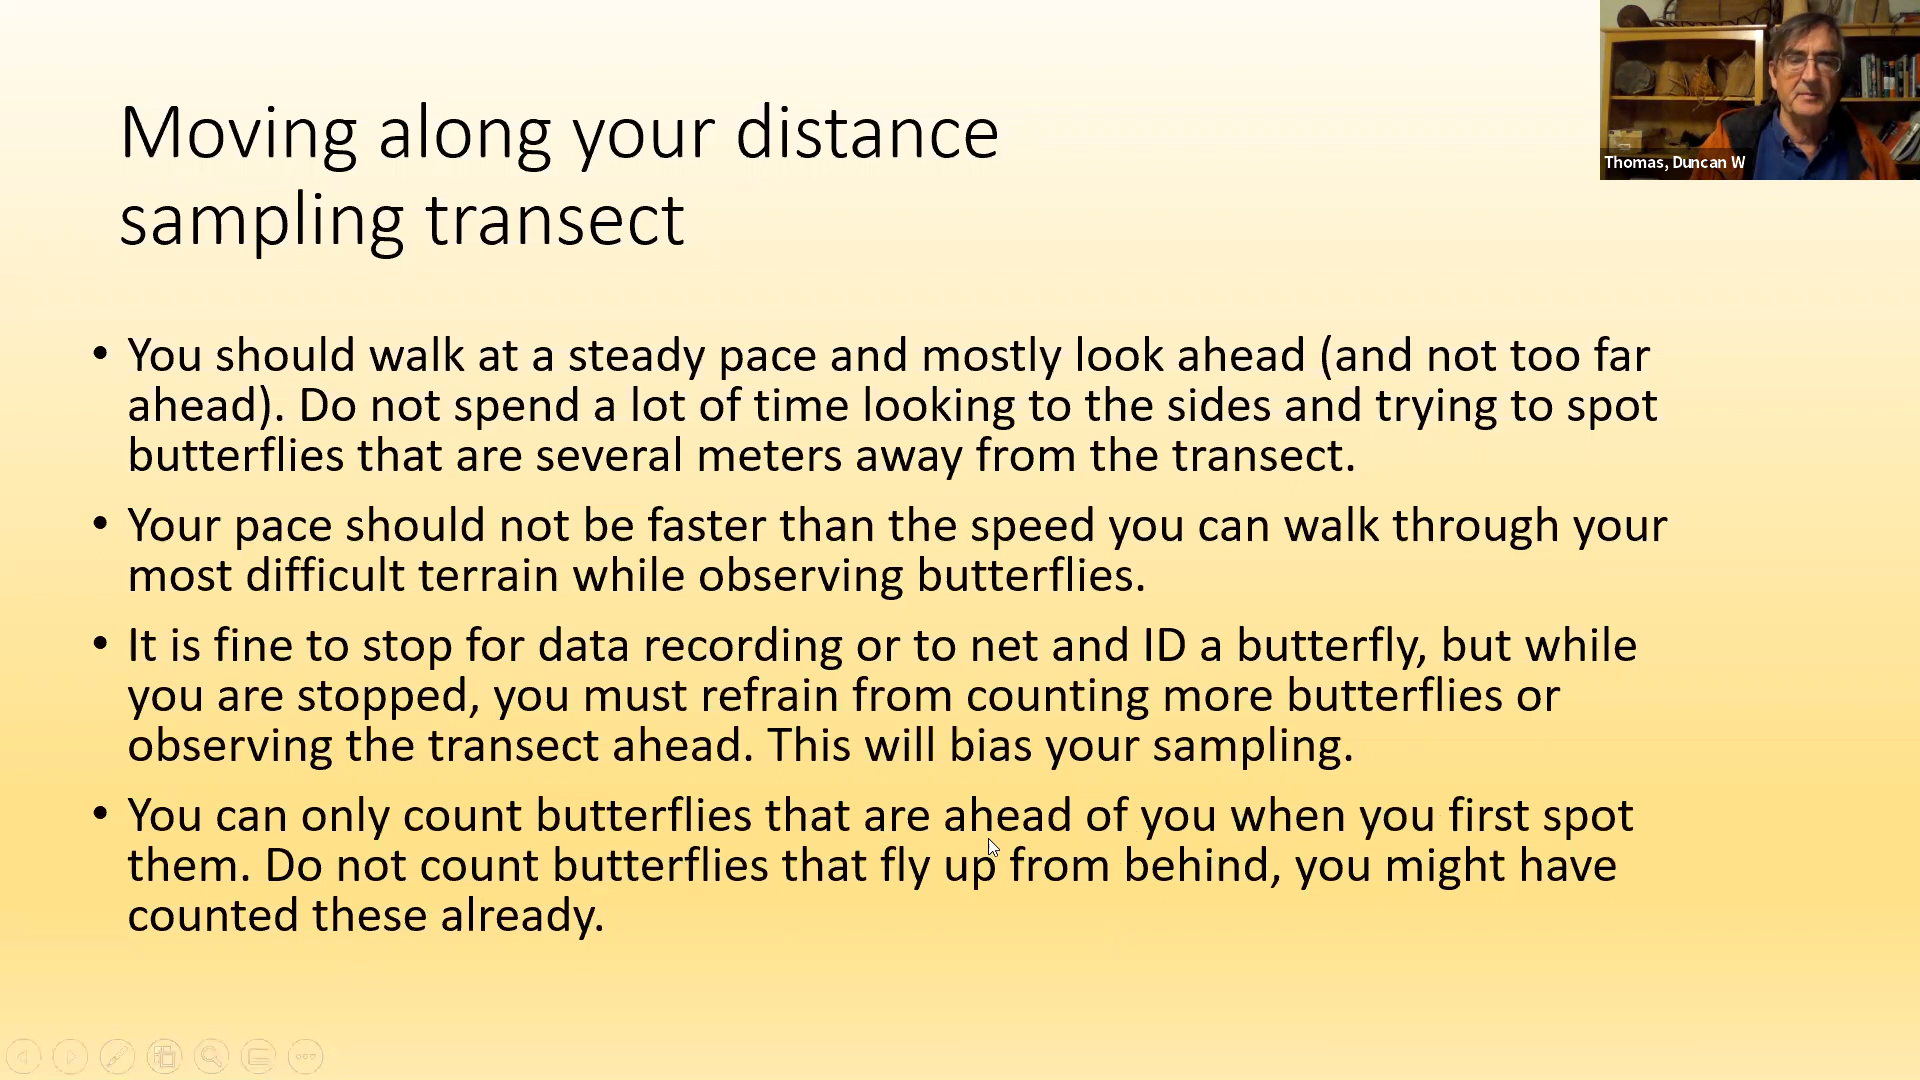 Moving along your distance
sampling transect
Thomas, Duncan W
• You should walk at a steady pace and mostly look ahead (and not too far
ahead). Do not spend a lot of time looking to the sides and trying to spot
butterflies that are several meters away from the transect.
• Your pace should not be faster than the speed you can walk through your
most difficult terrain while observing butterflies.
• It is fine to stop for data recording or to net and ID a butterfly, but while
you are stopped, you must refrain from counting more butterflies or
observing the transect ahead. This will bias your sampling.
• You can only count butterflies that are ahead of you when you first spot
them. Do not count butterflies that fly up from behind, you might have
counted these already.